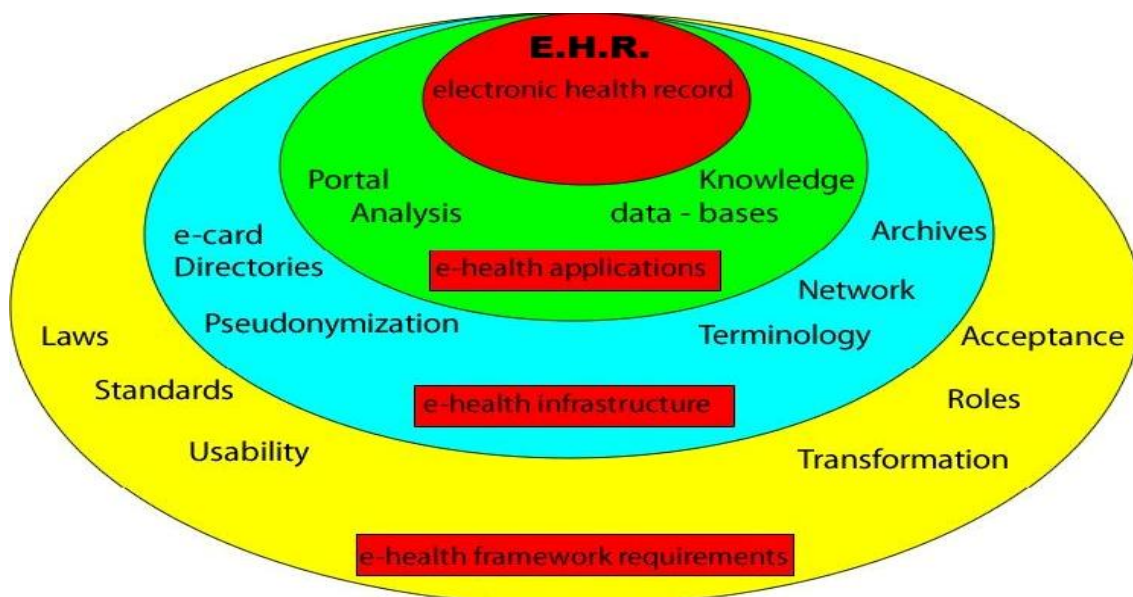 E.H.R.
electronic health record
Portal
Analysis
Knowledge
data - bases
e-health applications
e-card
Directories
Pseudonymization
Archives
Network
Terminology
e-health infrastructure
Laws
Standards
Usability
Acceptance
Roles
Transformation
e-health framework requirements